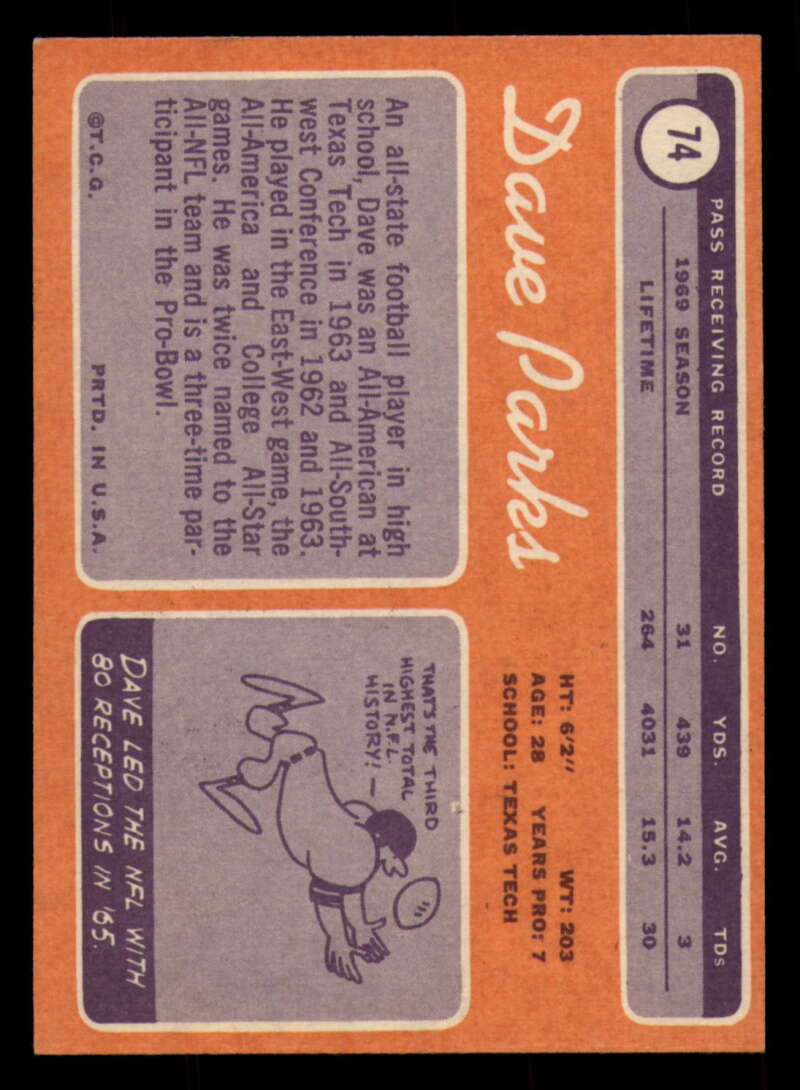 74
PASS RECEIVING RECORD NO. YDS. AVG. TDs
1969 SEASON 31 439 14.2 3
LIFETIME 264 4031 15.3 30
Dave Parks
HT: 6'2" WT: 203
AGE: 28 YEARS PRO: 7
SCHOOL: TEXAS TECH
An all-state football player in high
school, Dave was an All-American at
Texas Tech in 1963 and All-South-
west Conference in 1962 and 1963.
He played in the East-West game, the
All-America and College All-Star
games. He was twice named to the
All-NFL team and is a three-time par-
ticipant in the Pro-Bowl.
©T.C.G. PRTD. IN U.S.A.
THAT'S THE THIRD
HIGHEST TOTAL
IN N.F.L.
HISTORY!
DAVE LED THE NFL WITH
80 RECEPTIONS IN '65.